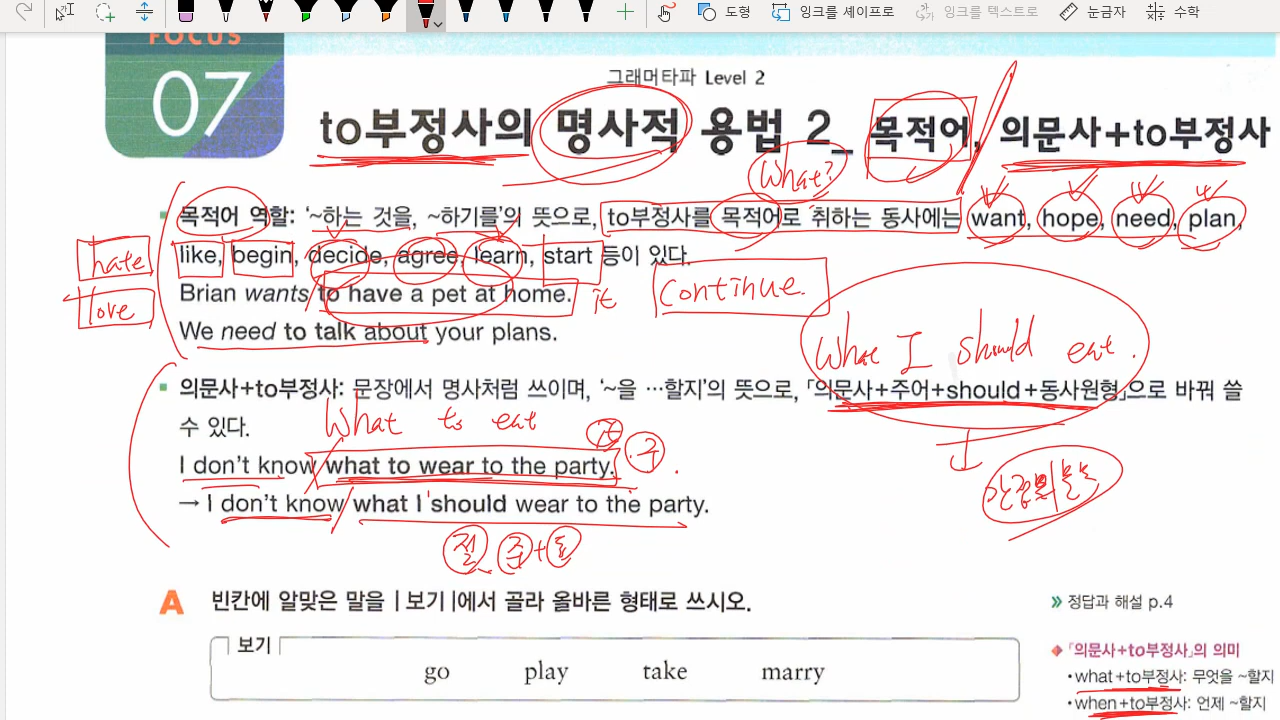 도형 잉크를 셰이프로 잉크를 텍스트로 눈금자 수학
FOCUS
07
그래머타파 Level 2
to부정사의 명사적 용법 2_ 목적어, 의문사+to부정사
What?
목적어 역할: '~하는 것을, ~하기를'의 뜻으로, to부정사를 목적어로 취하는 동사에는 want, hope, need, plan,
hate
like, begin, decide, agree, learn, start 등이 있다.
love
Brian wants to have a pet at home. it
Continue.
We need to talk about your plans.
What I should eat.
의문사+to부정사: 문장에서 명사처럼 쓰이며, '~을 …할지'의 뜻으로, 「의문사+주어+should+동사원형」으로 바꿔 쓸
수 있다.
What to eat
I don't know what to wear to the party.
구
→ I don't know what I should wear to the party.
절 주+동
A 빈칸에 알맞은 말을 |보기|에서 골라 올바른 형태로 쓰시오.
정답과 해설 p.4
보기
go play take marry
「의문사+to부정사」의 의미
•what+to부정사: 무엇을 ~할지
•when+to부정사: 언제 ~할지